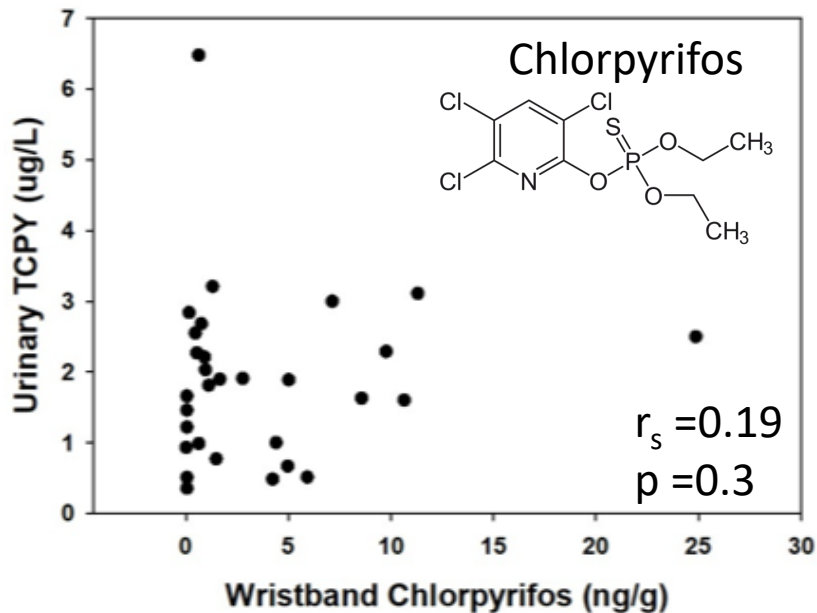 Chlorpyrifos
Cl
Cl
Cl
N
O
S
P
O
CH₃
O
CH₃
Urinary TCPY (ug/L)
7
6
5
4
3
2
1
0
rₛ =0.19
p =0.3
0 5 10 15 20 25 30
Wristband Chlorpyrifos (ng/g)